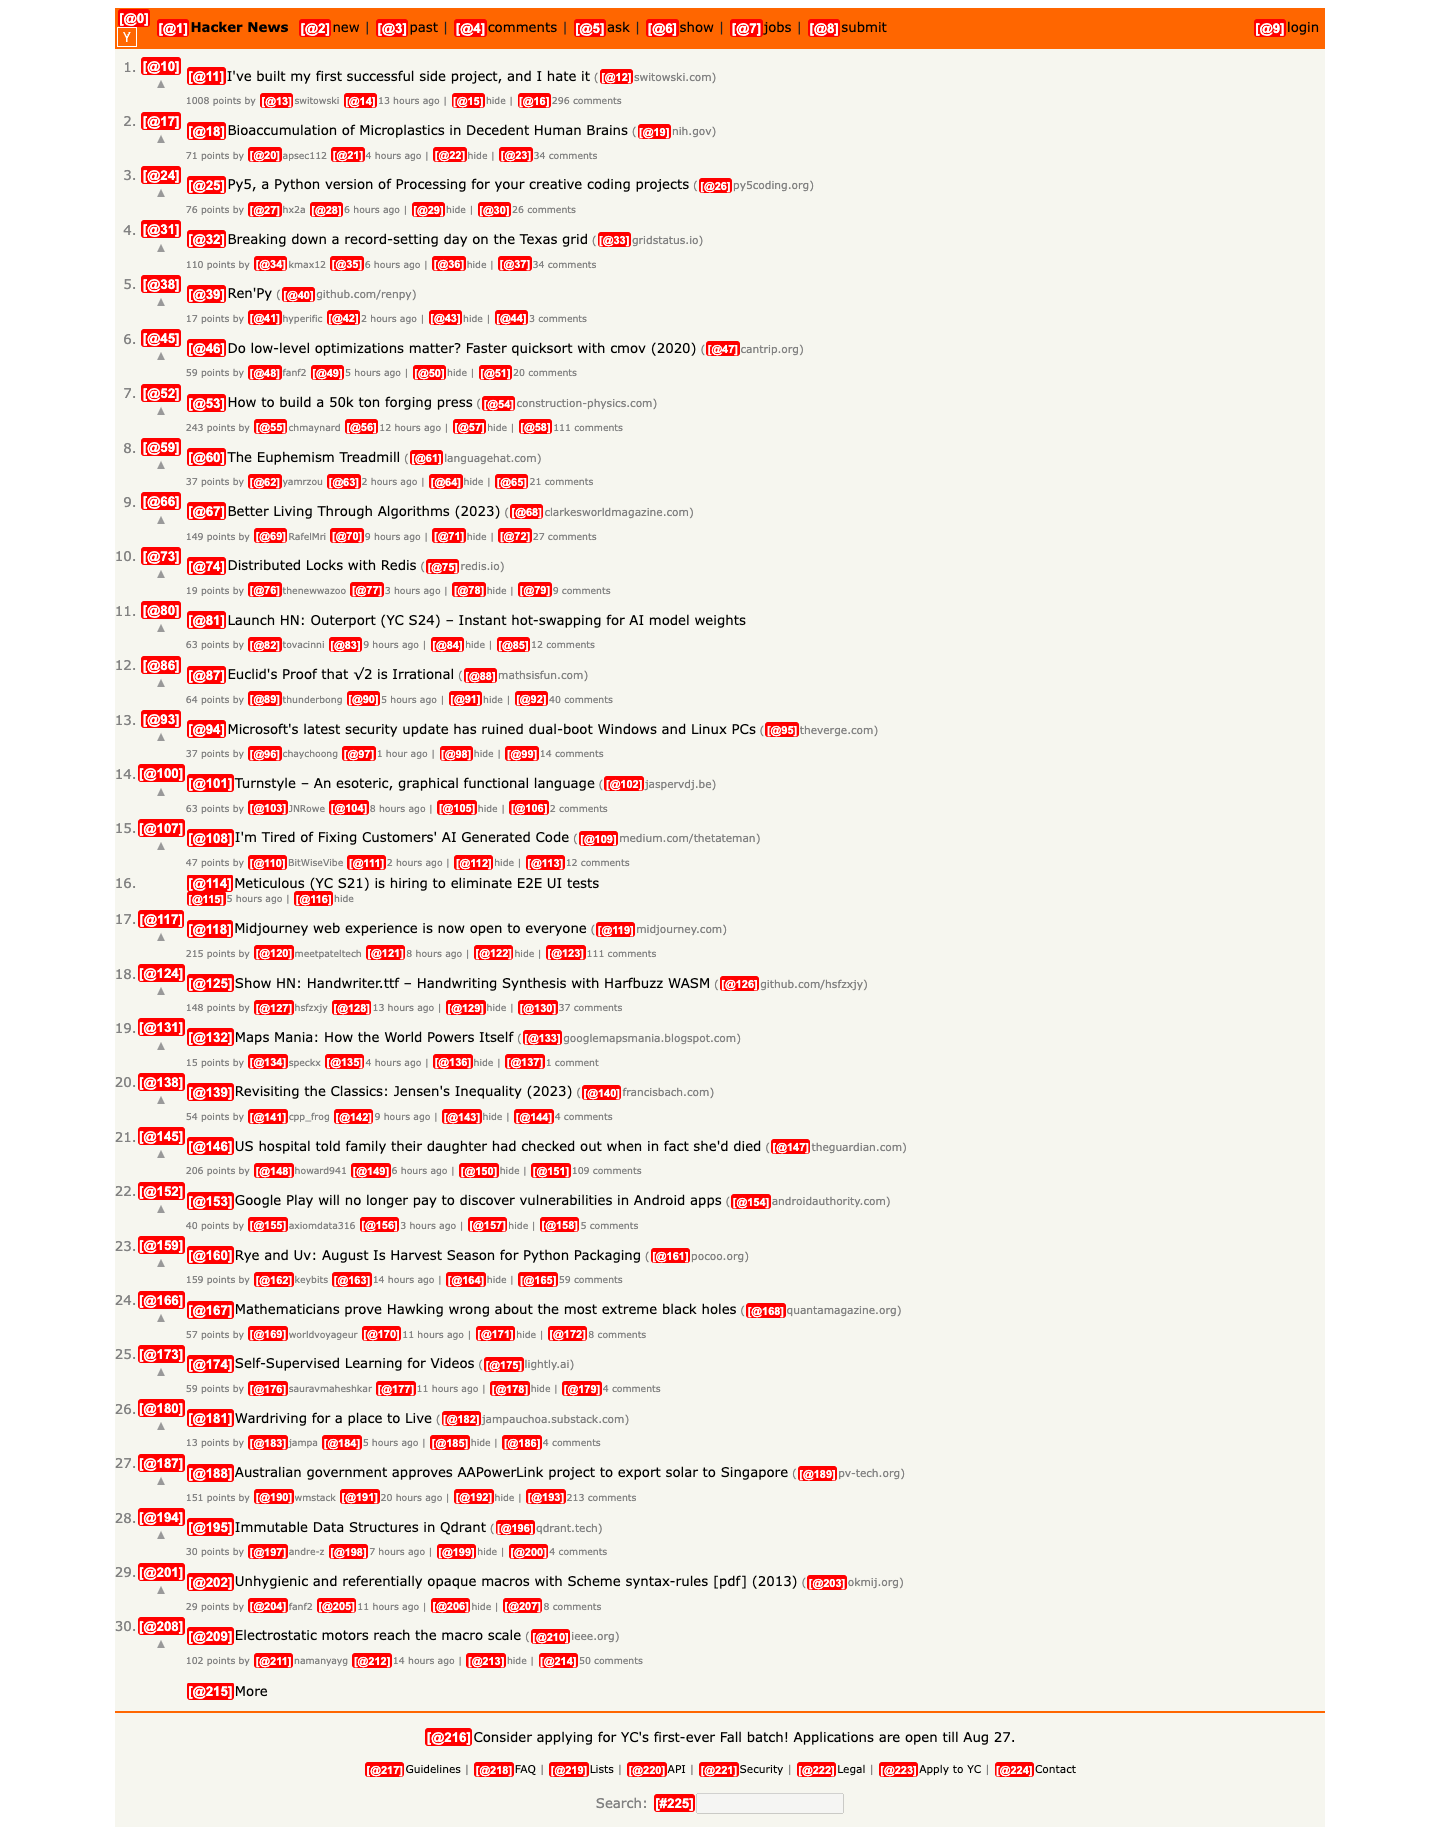 [@0] Y [@1]Hacker News [@2]new | [@3]past | [@4]comments | [@5]ask | [@6]show | [@7]jobs | [@8]submit [@9]login
1. [@10] ▲ [@11]I've built my first successful side project, and I hate it ([@12]switowski.com)
1008 points by [@13]switowski [@14]13 hours ago | [@15]hide | [@16]296 comments
2. [@17] ▲ [@18]Bioaccumulation of Microplastics in Decedent Human Brains ([@19]nih.gov)
71 points by [@20]apsec112 [@21]4 hours ago | [@22]hide | [@23]34 comments
3. [@24] ▲ [@25]Py5, a Python version of Processing for your creative coding projects ([@26]py5coding.org)
76 points by [@27]hx2a [@28]6 hours ago | [@29]hide | [@30]26 comments
4. [@31] ▲ [@32]Breaking down a record-setting day on the Texas grid ([@33]gridstatus.io)
110 points by [@34]kmax12 [@35]6 hours ago | [@36]hide | [@37]34 comments
5. [@38] ▲ [@39]Ren'Py ([@40]github.com/renpy)
17 points by [@41]hyperific [@42]2 hours ago | [@43]hide | [@44]3 comments
6. [@45] ▲ [@46]Do low-level optimizations matter? Faster quicksort with cmov (2020) ([@47]cantrip.org)
59 points by [@48]fanf2 [@49]5 hours ago | [@50]hide | [@51]20 comments
7. [@52] ▲ [@53]How to build a 50k ton forging press ([@54]construction-physics.com)
243 points by [@55]chmaynard [@56]12 hours ago | [@57]hide | [@58]111 comments
8. [@59] ▲ [@60]The Euphemism Treadmill ([@61]languagehat.com)
37 points by [@62]yamrzou [@63]2 hours ago | [@64]hide | [@65]21 comments
9. [@66] ▲ [@67]Better Living Through Algorithms (2023) ([@68]clarkesworldmagazine.com)
149 points by [@69]RafelMri [@70]9 hours ago | [@71]hide | [@72]27 comments
10. [@73] ▲ [@74]Distributed Locks with Redis ([@75]redis.io)
19 points by [@76]thenewwazoo [@77]3 hours ago | [@78]hide | [@79]9 comments
11. [@80] ▲ [@81]Launch HN: Outerport (YC S24) – Instant hot-swapping for AI model weights
63 points by [@82]tovacinni [@83]9 hours ago | [@84]hide | [@85]12 comments
12. [@86] ▲ [@87]Euclid's Proof that √2 is Irrational ([@88]mathsisfun.com)
64 points by [@89]thunderbong [@90]5 hours ago | [@91]hide | [@92]40 comments
13. [@93] ▲ [@94]Microsoft's latest security update has ruined dual-boot Windows and Linux PCs ([@95]theverge.com)
37 points by [@96]chaychoong [@97]1 hour ago | [@98]hide | [@99]14 comments
14. [@100] ▲ [@101]Turnstyle – An esoteric, graphical functional language ([@102]jaspervdj.be)
63 points by [@103]JNRowe [@104]8 hours ago | [@105]hide | [@106]2 comments
15. [@107] ▲ [@108]I'm Tired of Fixing Customers' AI Generated Code ([@109]medium.com/thetateman)
47 points by [@110]BitWiseVibe [@111]2 hours ago | [@112]hide | [@113]12 comments
16. [@114]Meticulous (YC S21) is hiring to eliminate E2E UI tests
[@115]5 hours ago | [@116]hide
17. [@117] ▲ [@118]Midjourney web experience is now open to everyone ([@119]midjourney.com)
215 points by [@120]meetpateltech [@121]8 hours ago | [@122]hide | [@123]111 comments
18. [@124] ▲ [@125]Show HN: Handwriter.ttf – Handwriting Synthesis with Harfbuzz WASM ([@126]github.com/hsfzxjy)
148 points by [@127]hsfzxjy [@128]13 hours ago | [@129]hide | [@130]37 comments
19. [@131] ▲ [@132]Maps Mania: How the World Powers Itself ([@133]googlemapsmania.blogspot.com)
15 points by [@134]speckx [@135]4 hours ago | [@136]hide | [@137]1 comment
20. [@138] ▲ [@139]Revisiting the Classics: Jensen's Inequality (2023) ([@140]francisbach.com)
54 points by [@141]cpp_frog [@142]9 hours ago | [@143]hide | [@144]4 comments
21. [@145] ▲ [@146]US hospital told family their daughter had checked out when in fact she'd died ([@147]theguardian.com)
206 points by [@148]howard941 [@149]6 hours ago | [@150]hide | [@151]109 comments
22. [@152] ▲ [@153]Google Play will no longer pay to discover vulnerabilities in Android apps ([@154]androidauthority.com)
40 points by [@155]axiomdata316 [@156]3 hours ago | [@157]hide | [@158]5 comments
23. [@159] ▲ [@160]Rye and Uv: August Is Harvest Season for Python Packaging ([@161]pocoo.org)
159 points by [@162]keybits [@163]14 hours ago | [@164]hide | [@165]59 comments
24. [@166] ▲ [@167]Mathematicians prove Hawking wrong about the most extreme black holes ([@168]quantamagazine.org)
57 points by [@169]worldvoyageur [@170]11 hours ago | [@171]hide | [@172]8 comments
25. [@173] ▲ [@174]Self-Supervised Learning for Videos ([@175]lightly.ai)
59 points by [@176]sauravmaheshkar [@177]11 hours ago | [@178]hide | [@179]4 comments
26. [@180] ▲ [@181]Wardriving for a place to Live ([@182]jampauchoa.substack.com)
13 points by [@183]jampa [@184]5 hours ago | [@185]hide | [@186]4 comments
27. [@187] ▲ [@188]Australian government approves AAPowerLink project to export solar to Singapore ([@189]pv-tech.org)
151 points by [@190]wmstack [@191]20 hours ago | [@192]hide | [@193]213 comments
28. [@194] ▲ [@195]Immutable Data Structures in Qdrant ([@196]qdrant.tech)
30 points by [@197]andre-z [@198]7 hours ago | [@199]hide | [@200]4 comments
29. [@201] ▲ [@202]Unhygienic and referentially opaque macros with Scheme syntax-rules [pdf] (2013) ([@203]okmij.org)
29 points by [@204]fanf2 [@205]11 hours ago | [@206]hide | [@207]8 comments
30. [@208] ▲ [@209]Electrostatic motors reach the macro scale ([@210]ieee.org)
102 points by [@211]namanyayg [@212]14 hours ago | [@213]hide | [@214]50 comments
[@215]More
[@216]Consider applying for YC's first-ever Fall batch! Applications are open till Aug 27.
[@217]Guidelines | [@218]FAQ | [@219]Lists | [@220]API | [@221]Security | [@222]Legal | [@223]Apply to YC | [@224]Contact
Search: [#225]